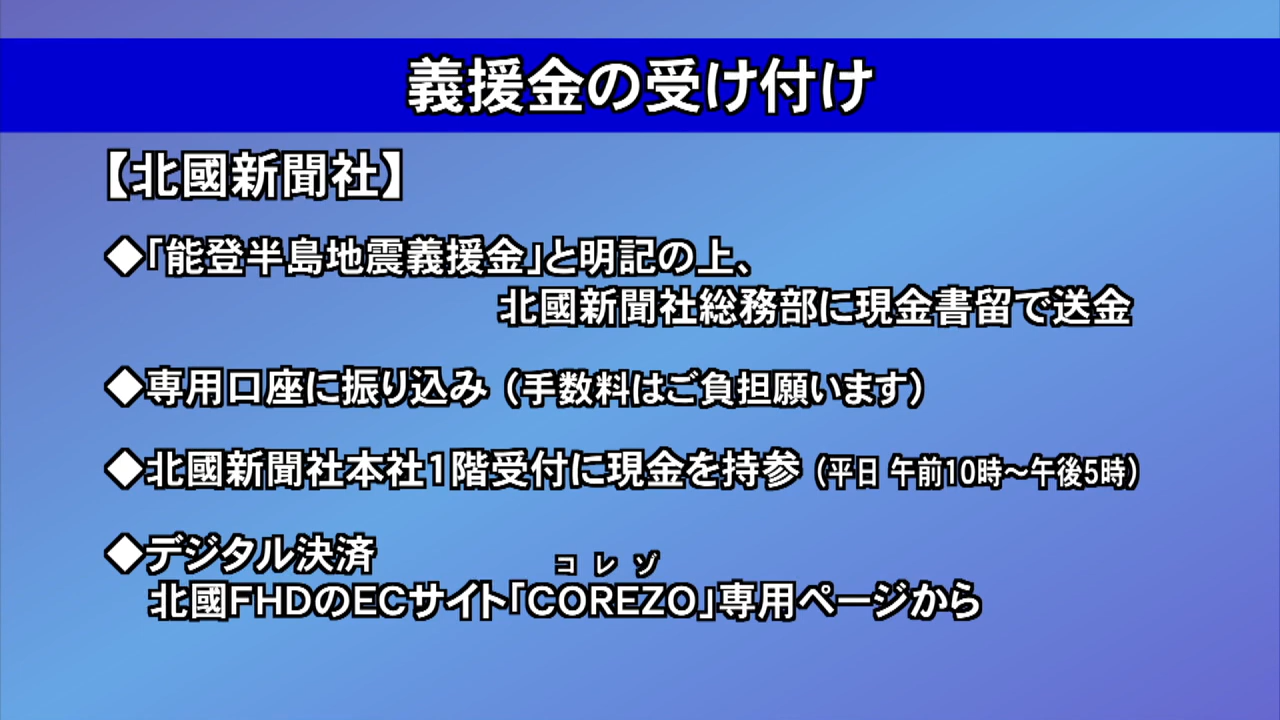 義援金の受け付け
【北國新聞社】
◆「能登半島地震義援金」と明記の上、
北國新聞社総務部に現金書留で送金
◆専用口座に振り込み（手数料はご負担願います）
◆北國新聞社本社1階受付に現金を持参（平日 午前10時～午後5時）
◆デジタル決済
コレゾ
北國FHDのECサイト「COREZO」専用ページから